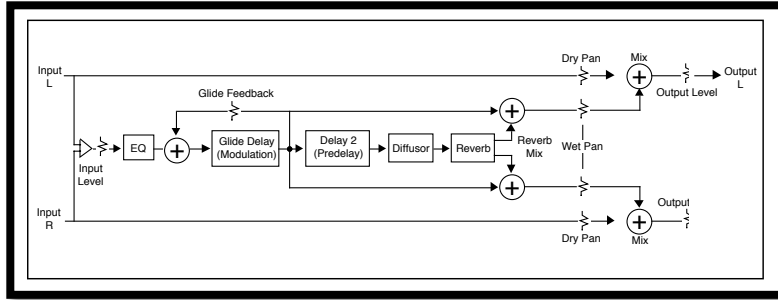 Dry Pan
Mix
Input
L
Output
L
Output Level
Glide Feedback
EQ
Glide Delay
(Modulation)
Delay 2
(Predelay)
Diffusor
Reverb
Reverb
Mix
Input
Level
Wet Pan
Input
R
Output
Dry Pan
Mix